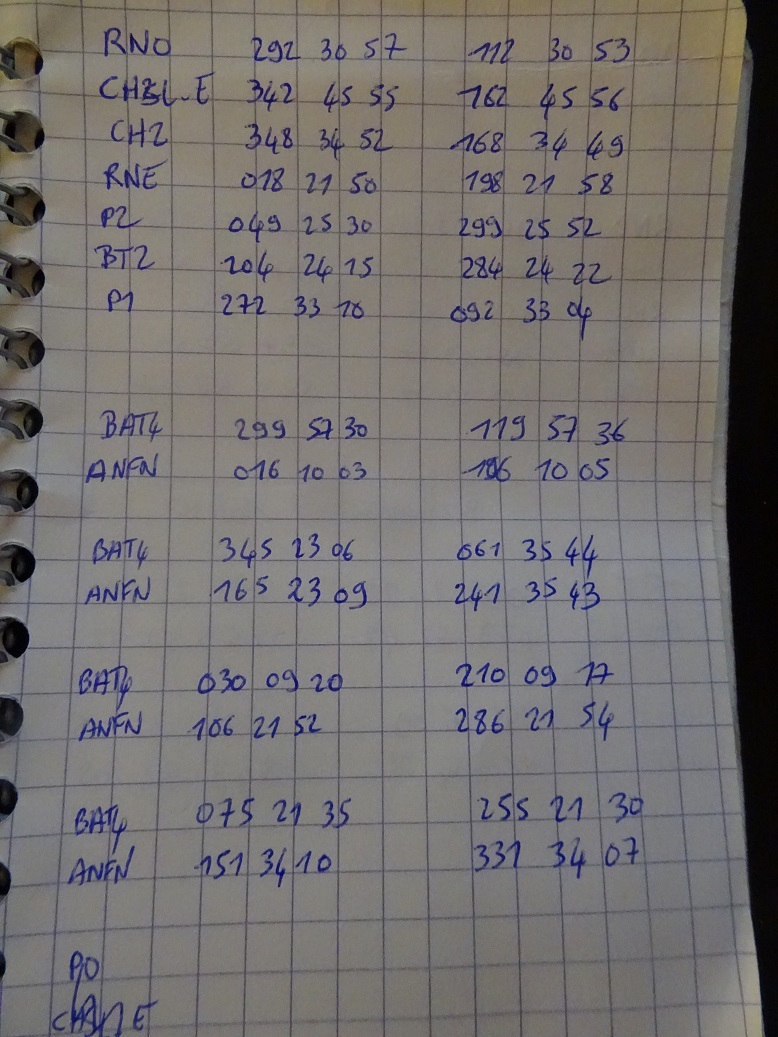 RNO 292 30 57 112 30 53
342 45 55 162 45 56
CH2 348 34 52 168 34 49
RNE 018 21 50 198 21 58
P2 049 25 30 299 25 52
BT2 104 24 15 284 24 22
P1 272 33 10 092 33 04
BAT4 299 57 30 119 57 36
ANFN 016 10 03 196 10 05
BAT4 345 23 06 061 35 44
ANFN 165 23 09 241 35 43
BAT4 030 09 20 210 09 17
ANFN 106 21 52 286 21 54
BAT4 075 21 35 255 21 30
ANFN 151 34 10 331 34 07